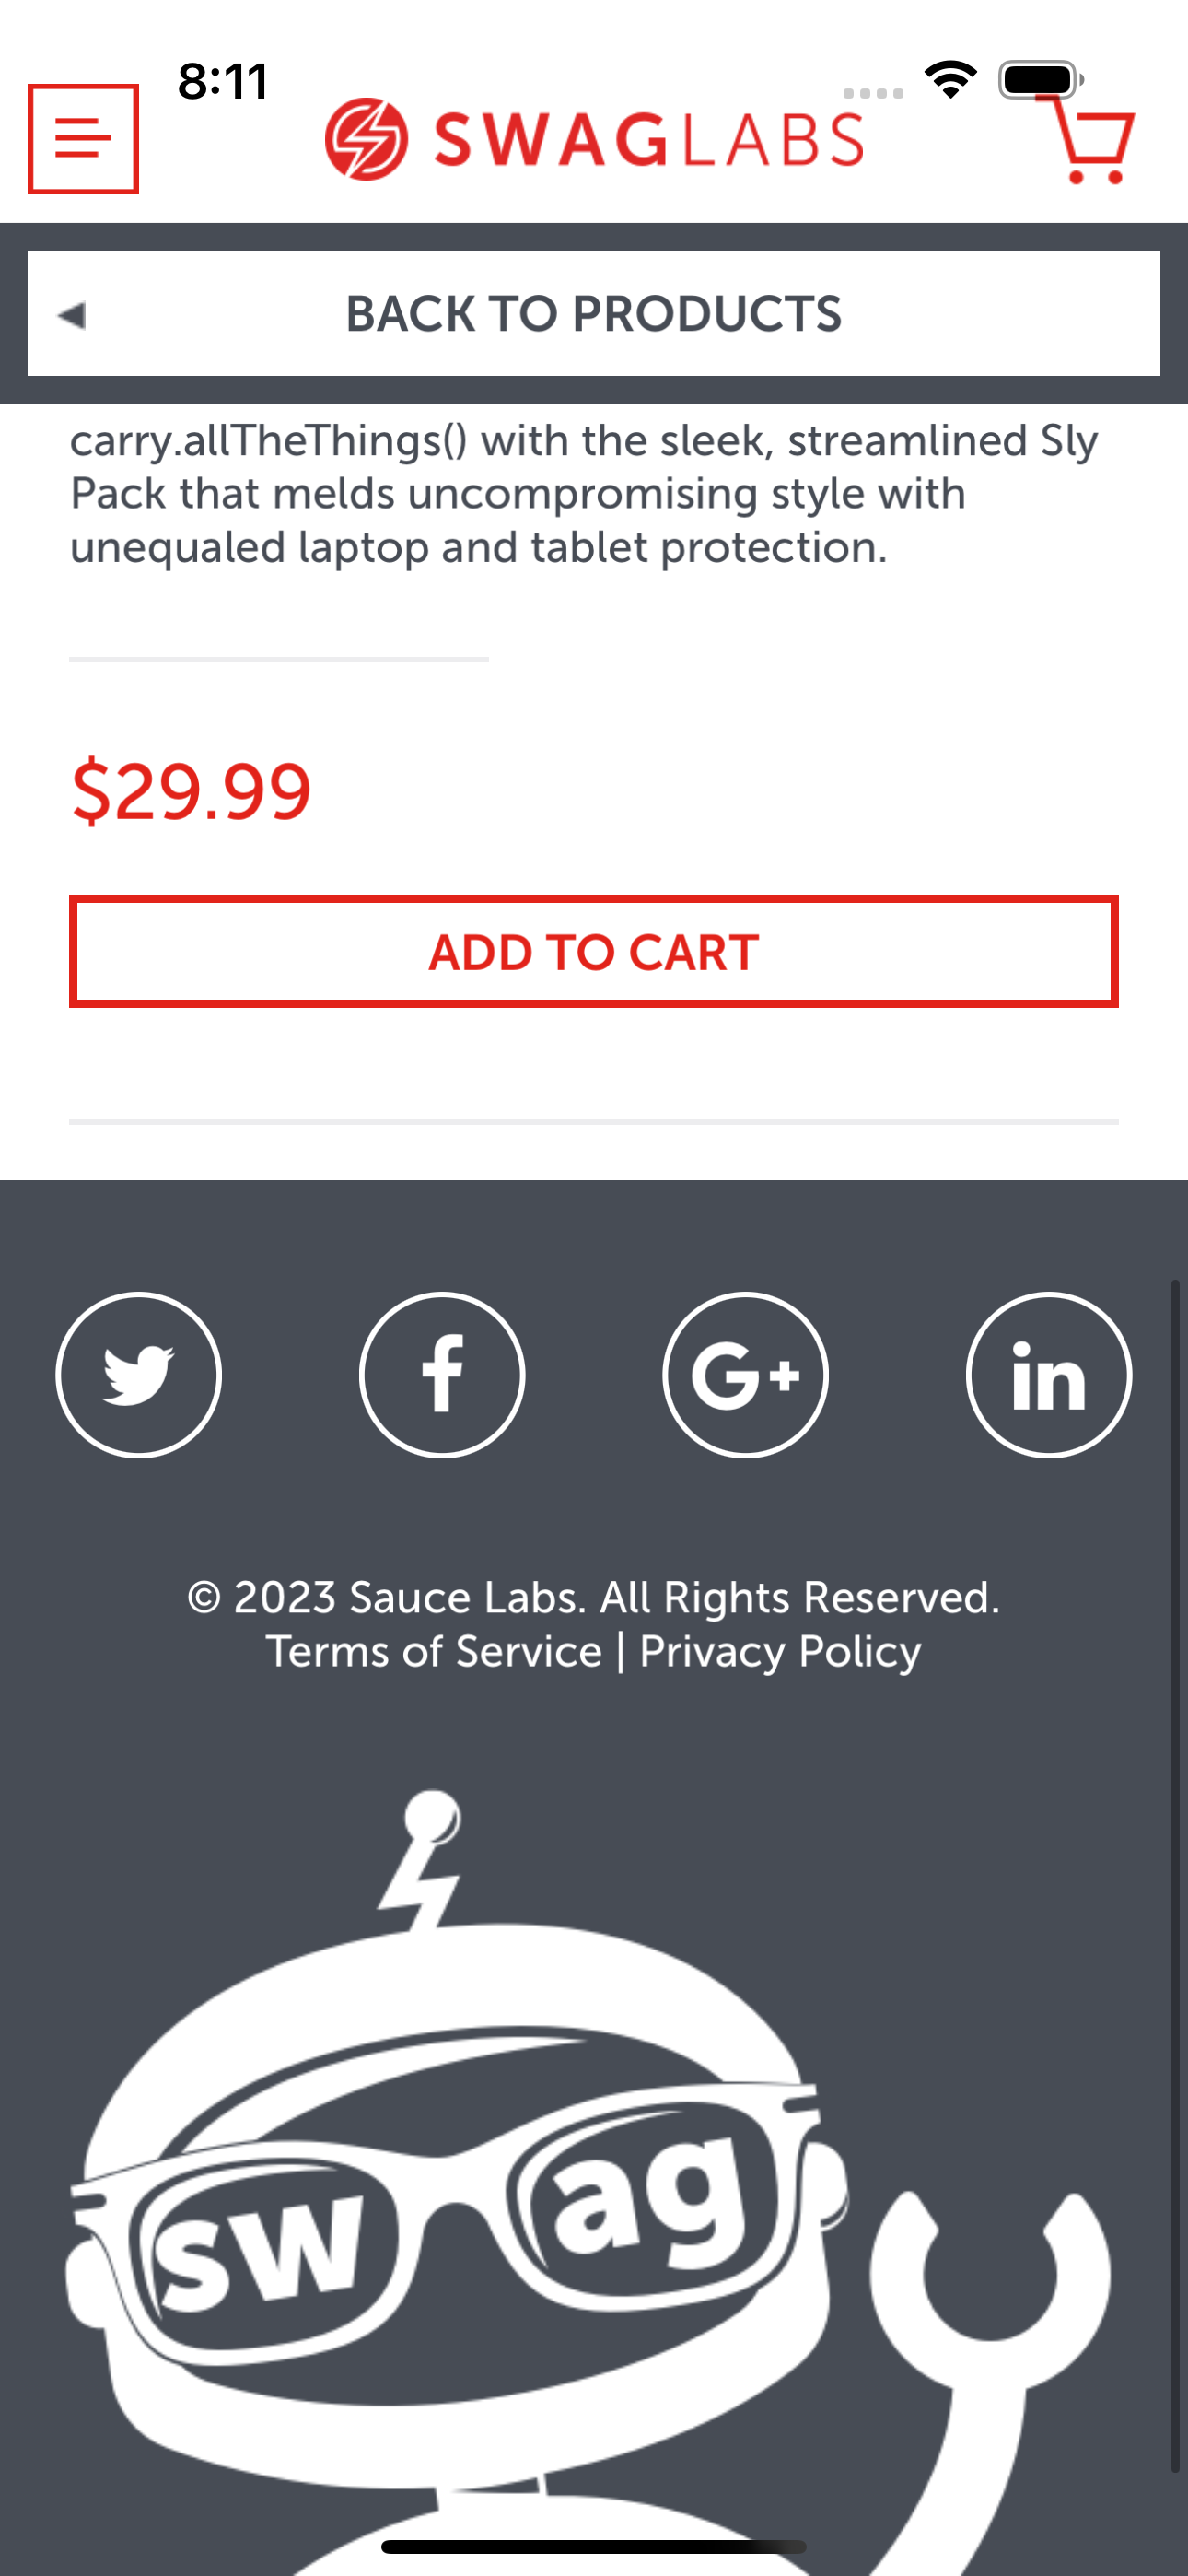 8:11
SWAGLABS
BACK TO PRODUCTS
carry.allTheThings() with the sleek, streamlined Sly
Pack that melds uncompromising style with
unequaled laptop and tablet protection.
$29.99
ADD TO CART
f G+ in
© 2023 Sauce Labs. All Rights Reserved.
Terms of Service | Privacy Policy
sw ag